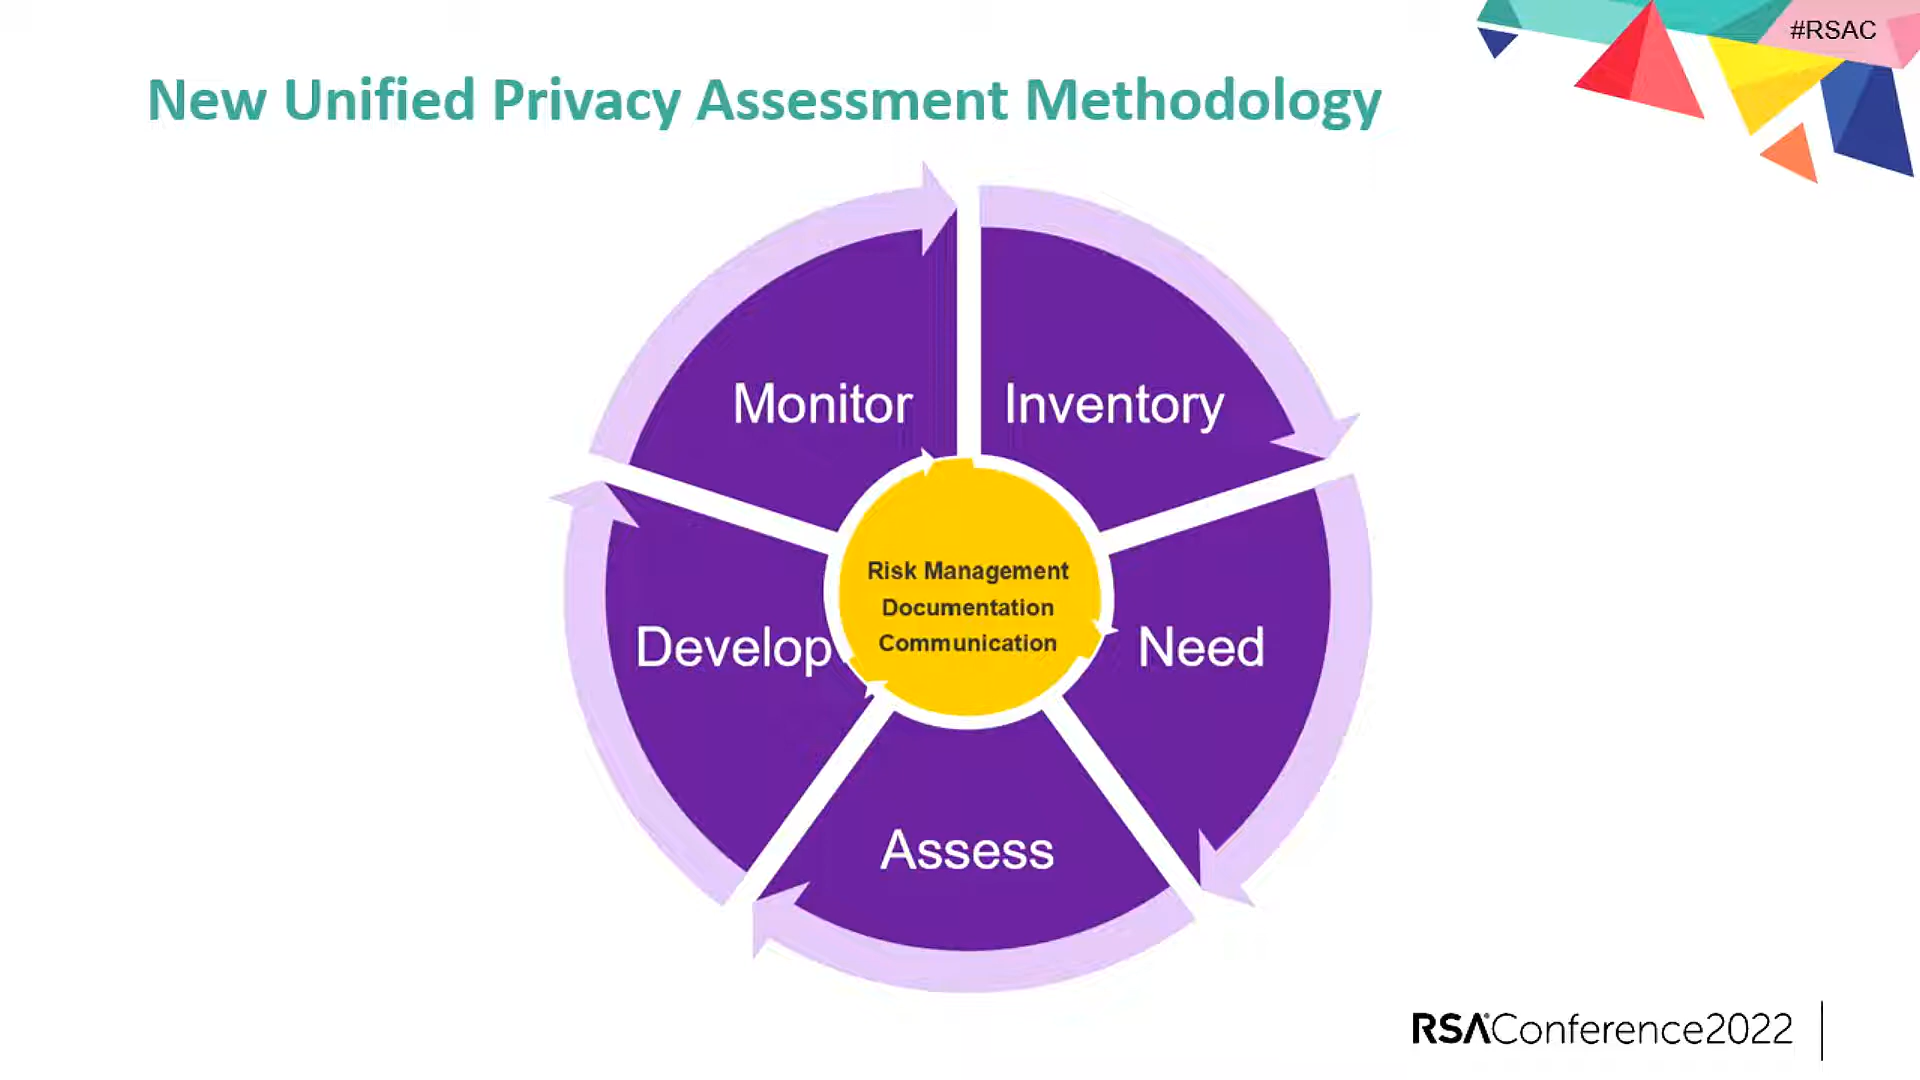 #RSAC
New Unified Privacy Assessment Methodology
Monitor
Inventory
Risk Management
Documentation
Communication
Develop
Need
Assess
RSAConference2022